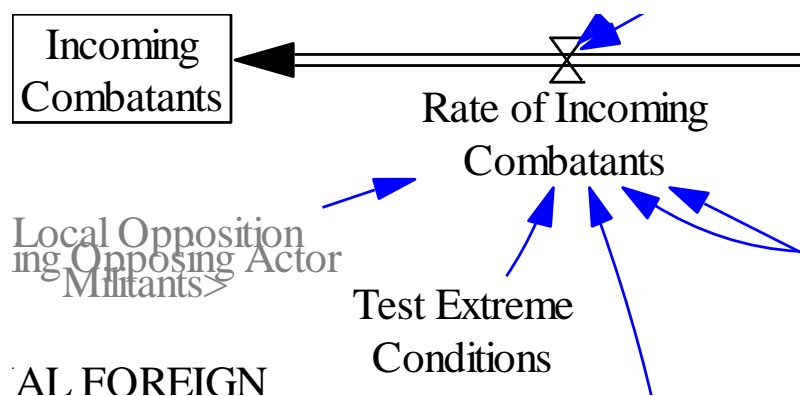 Incoming
Combatants
Rate of Incoming
Combatants
Local Opposition
ing Opposing Actor
Militants>
Test Extreme
Conditions
AL FOREIGN